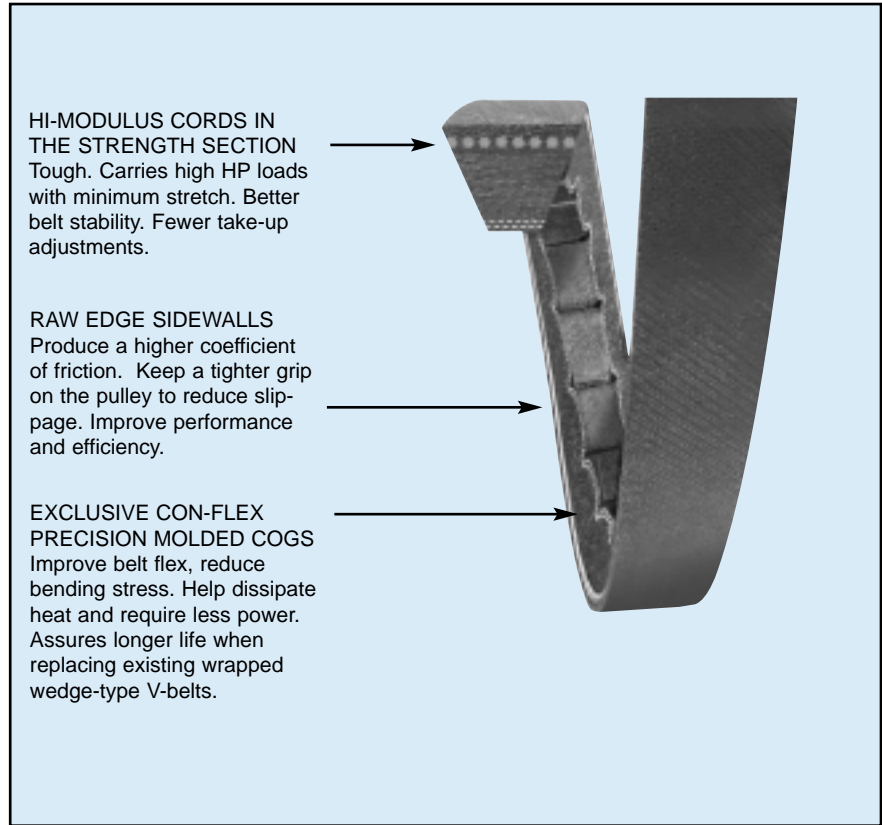 HI-MODULUS CORDS IN
THE STRENGTH SECTION
Tough. Carries high HP loads
with minimum stretch. Better
belt stability. Fewer take-up
adjustments.
RAW EDGE SIDEWALLS
Produce a higher coefficient
of friction.  Keep a tighter grip
on the pulley to reduce slip-
page. Improve performance
and efficiency.
EXCLUSIVE CON-FLEX
PRECISION MOLDED COGS
Improve belt flex, reduce
bending stress. Help dissipate
heat and require less power.
Assures longer life when
replacing existing wrapped
wedge-type V-belts.